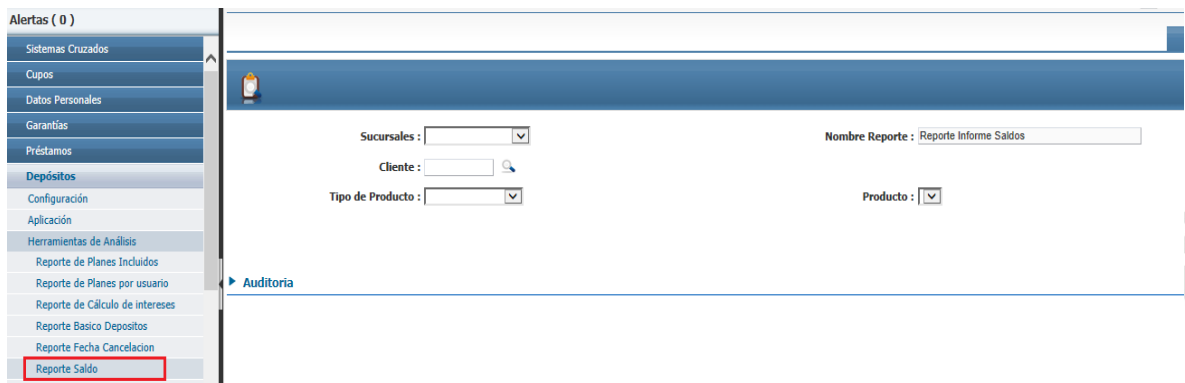 Alertas ( 0 )
Sistemas Cruzados
Cupos
Datos Personales
Garantías
Préstamos
Depósitos
Configuración
Aplicación
Herramientas de Análisis
Reporte de Planes Incluidos
Reporte de Planes por usuario
Reporte de Cálculo de intereses
Reporte Basico Depositos
Reporte Fecha Cancelacion
Reporte Saldo
Sucursales :
Nombre Reporte : Reporte Informe Saldos
Cliente :
Tipo de Producto :
Producto :
Auditoria